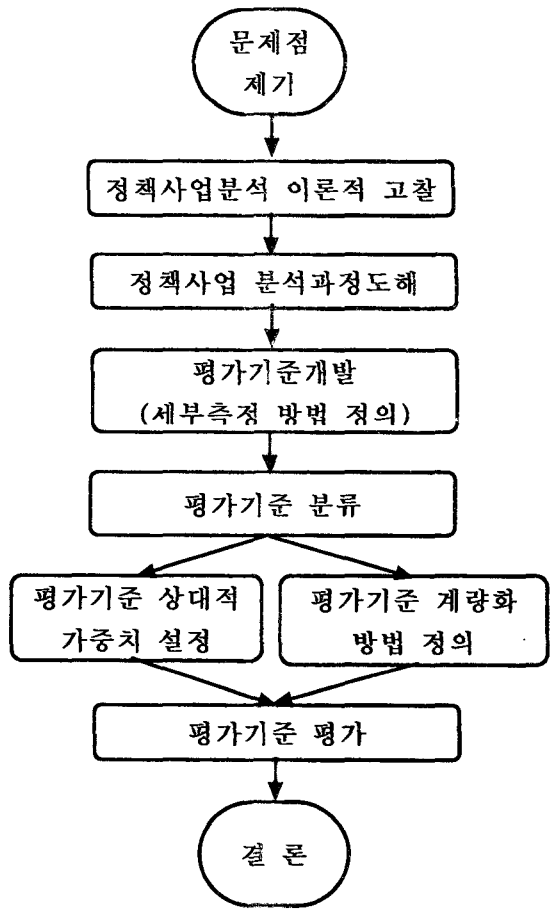 문제점
제기
정책사업분석 이론적 고찰
정책사업 분석과정도해
평가기준개발
(세부측정 방법 정의)
평가기준 분류
평가기준 상대적
가중치 설정
평가기준 계량화
방법 정의
평가기준 평가
결 론